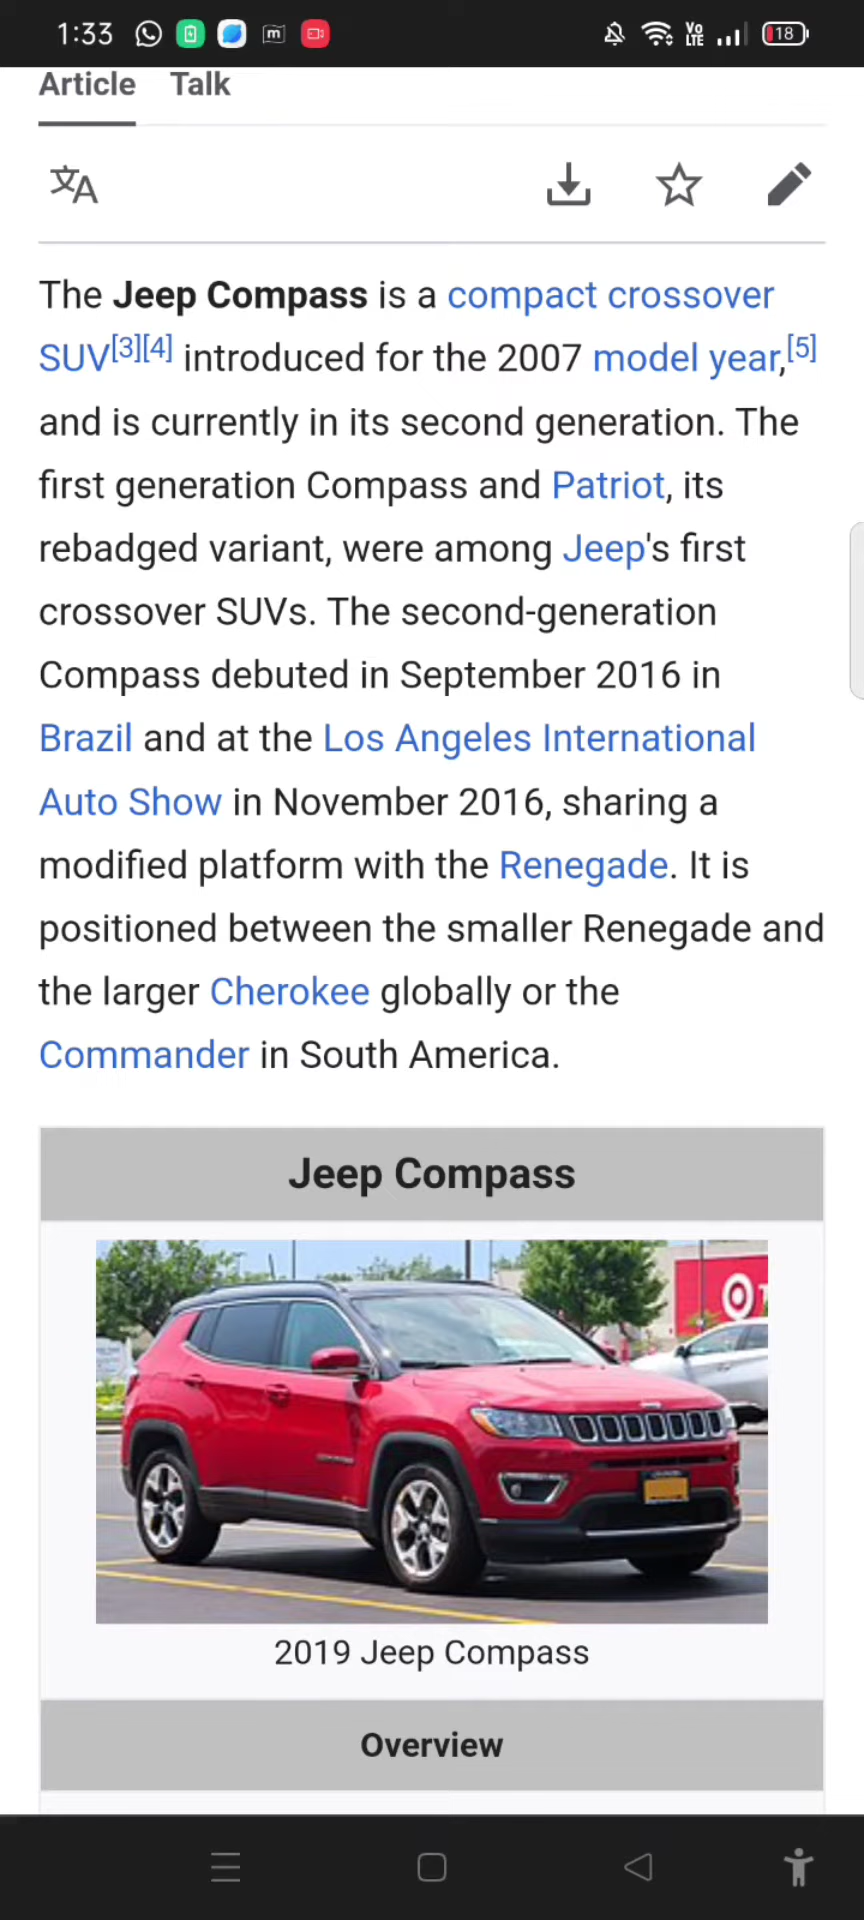 1:33
m
Vo
LTE
18
Article Talk
文A
The Jeep Compass is a compact crossover
SUV[3][4] introduced for the 2007 model year,[5]
and is currently in its second generation. The
first generation Compass and Patriot, its
rebadged variant, were among Jeep's first
crossover SUVs. The second-generation
Compass debuted in September 2016 in
Brazil and at the Los Angeles International
Auto Show in November 2016, sharing a
modified platform with the Renegade. It is
positioned between the smaller Renegade and
the larger Cherokee globally or the
Commander in South America.
Jeep Compass
2019 Jeep Compass
Overview